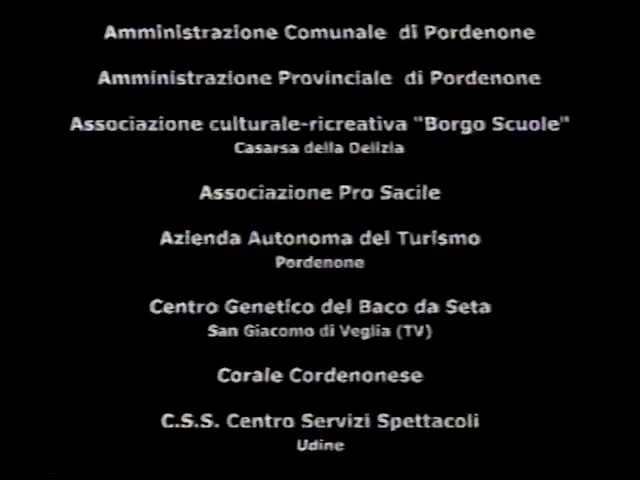 Amministrazione Comunale di Pordenone
Amministrazione Provinciale di Pordenone
Associazione culturale-ricreativa "Borgo Scuole"
Casarsa della Delizia
Associazione Pro Sacile
Azienda Autonoma del Turismo
Pordenone
Centro Genetico del Baco da Seta
San Giacomo di Veglia (TV)
Corale Cordenonese
C.S.S. Centro Servizi Spettacoli
Udine